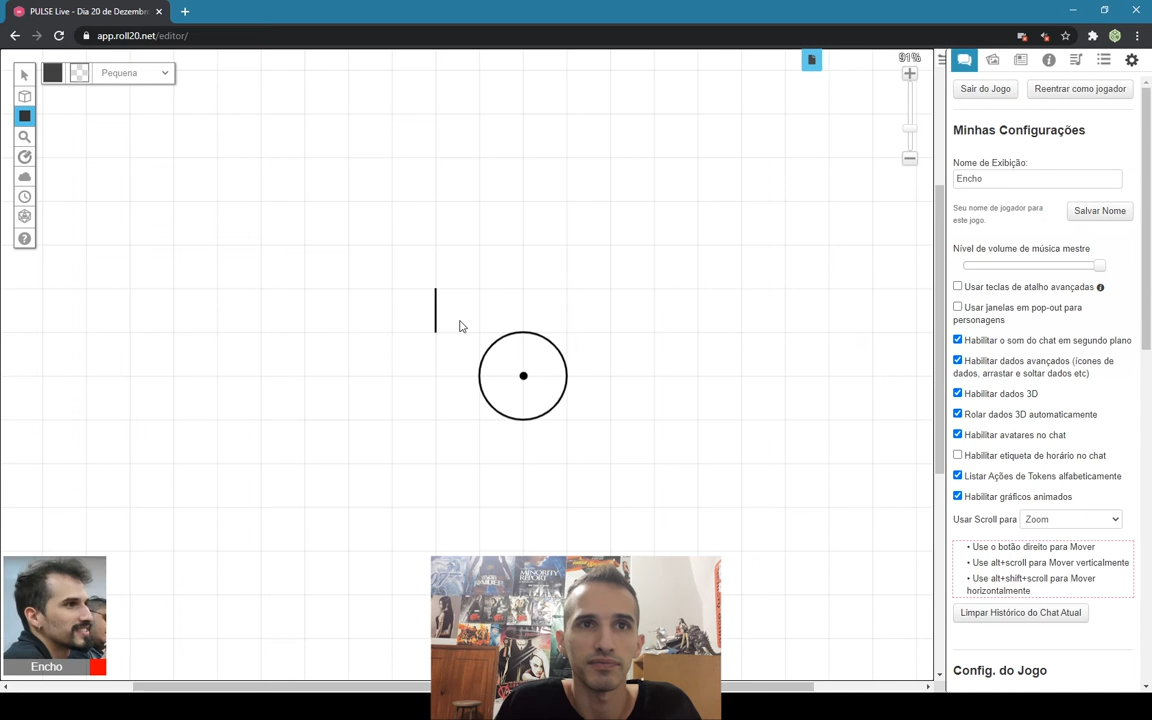 PULSE Live - Dia 20 de Dezembr
app.roll20.net/editor/
Pequena
91%
Sair do Jogo
Reentrar como jogador
Minhas Configurações
Nome de Exibição:
Encho
Seu nome de jogador para
este jogo.
Salvar Nome
Nível de volume de música mestre
Usar teclas de atalho avançadas
Usar janelas em pop-out para
personagens
Habilitar o som do chat em segundo plano
Habilitar dados avançados (ícones de
dados, arrastar e soltar dados etc)
Habilitar dados 3D
Rolar dados 3D automaticamente
Habilitar avatares no chat
Habilitar etiqueta de horário no chat
Listar Ações de Tokens alfabeticamente
Habilitar gráficos animados
Usar Scroll para
Zoom
• Use o botão direito para Mover
• Use alt+scroll para Mover verticalmente
• Use alt+shift+scroll para Mover
horizontalmente
Limpar Histórico do Chat Atual
Config. do Jogo
Encho
MINORITY
REPORT